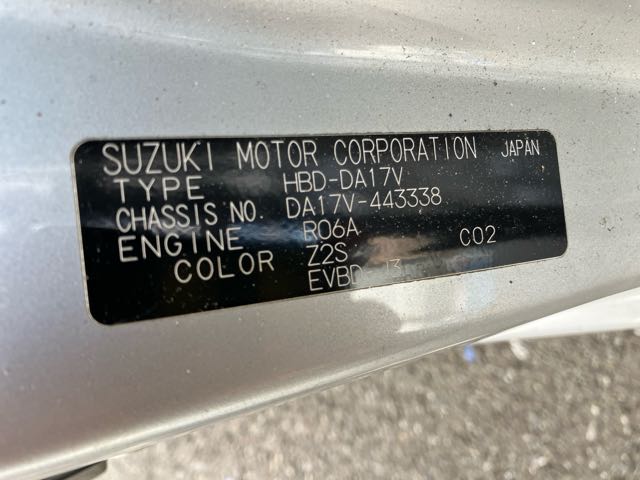 SUZUKI MOTOR CORPORATION JAPAN
TYPE HBD-DA17V
CHASSIS NO. DA17V-443338
ENGINE R06A
COLOR Z2S C02